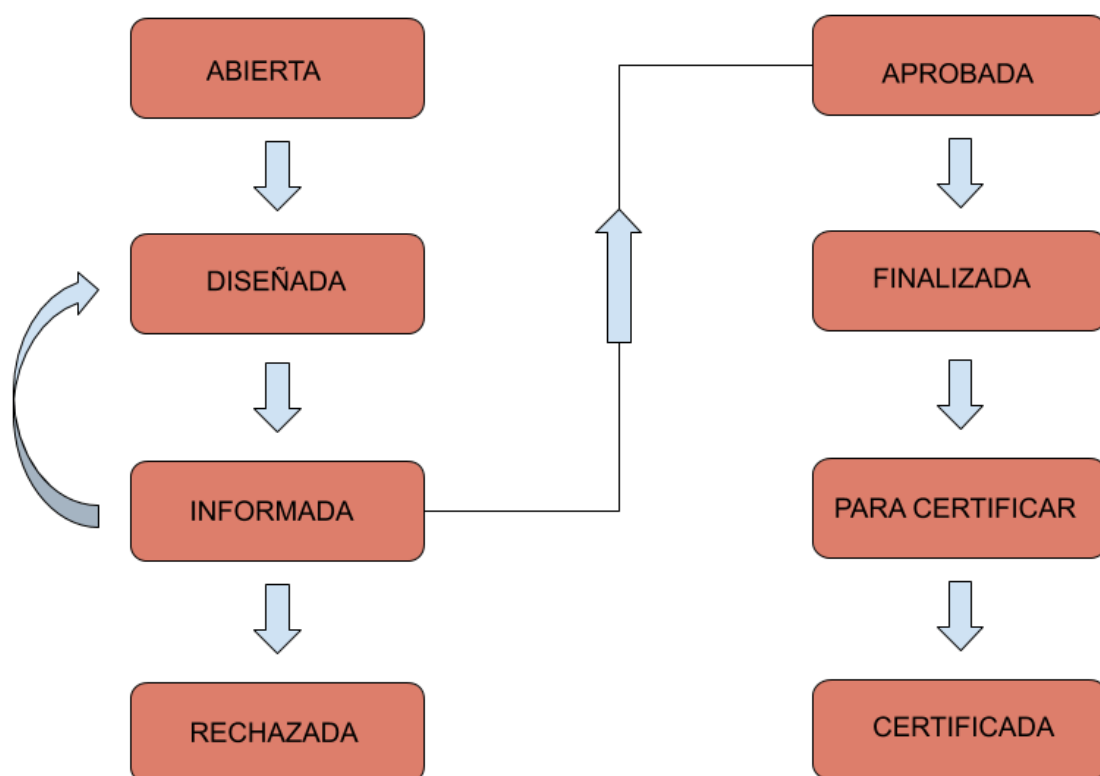 ABIERTA
DISEÑADA
INFORMADA
RECHAZADA
APROBADA
FINALIZADA
PARA CERTIFICAR
CERTIFICADA